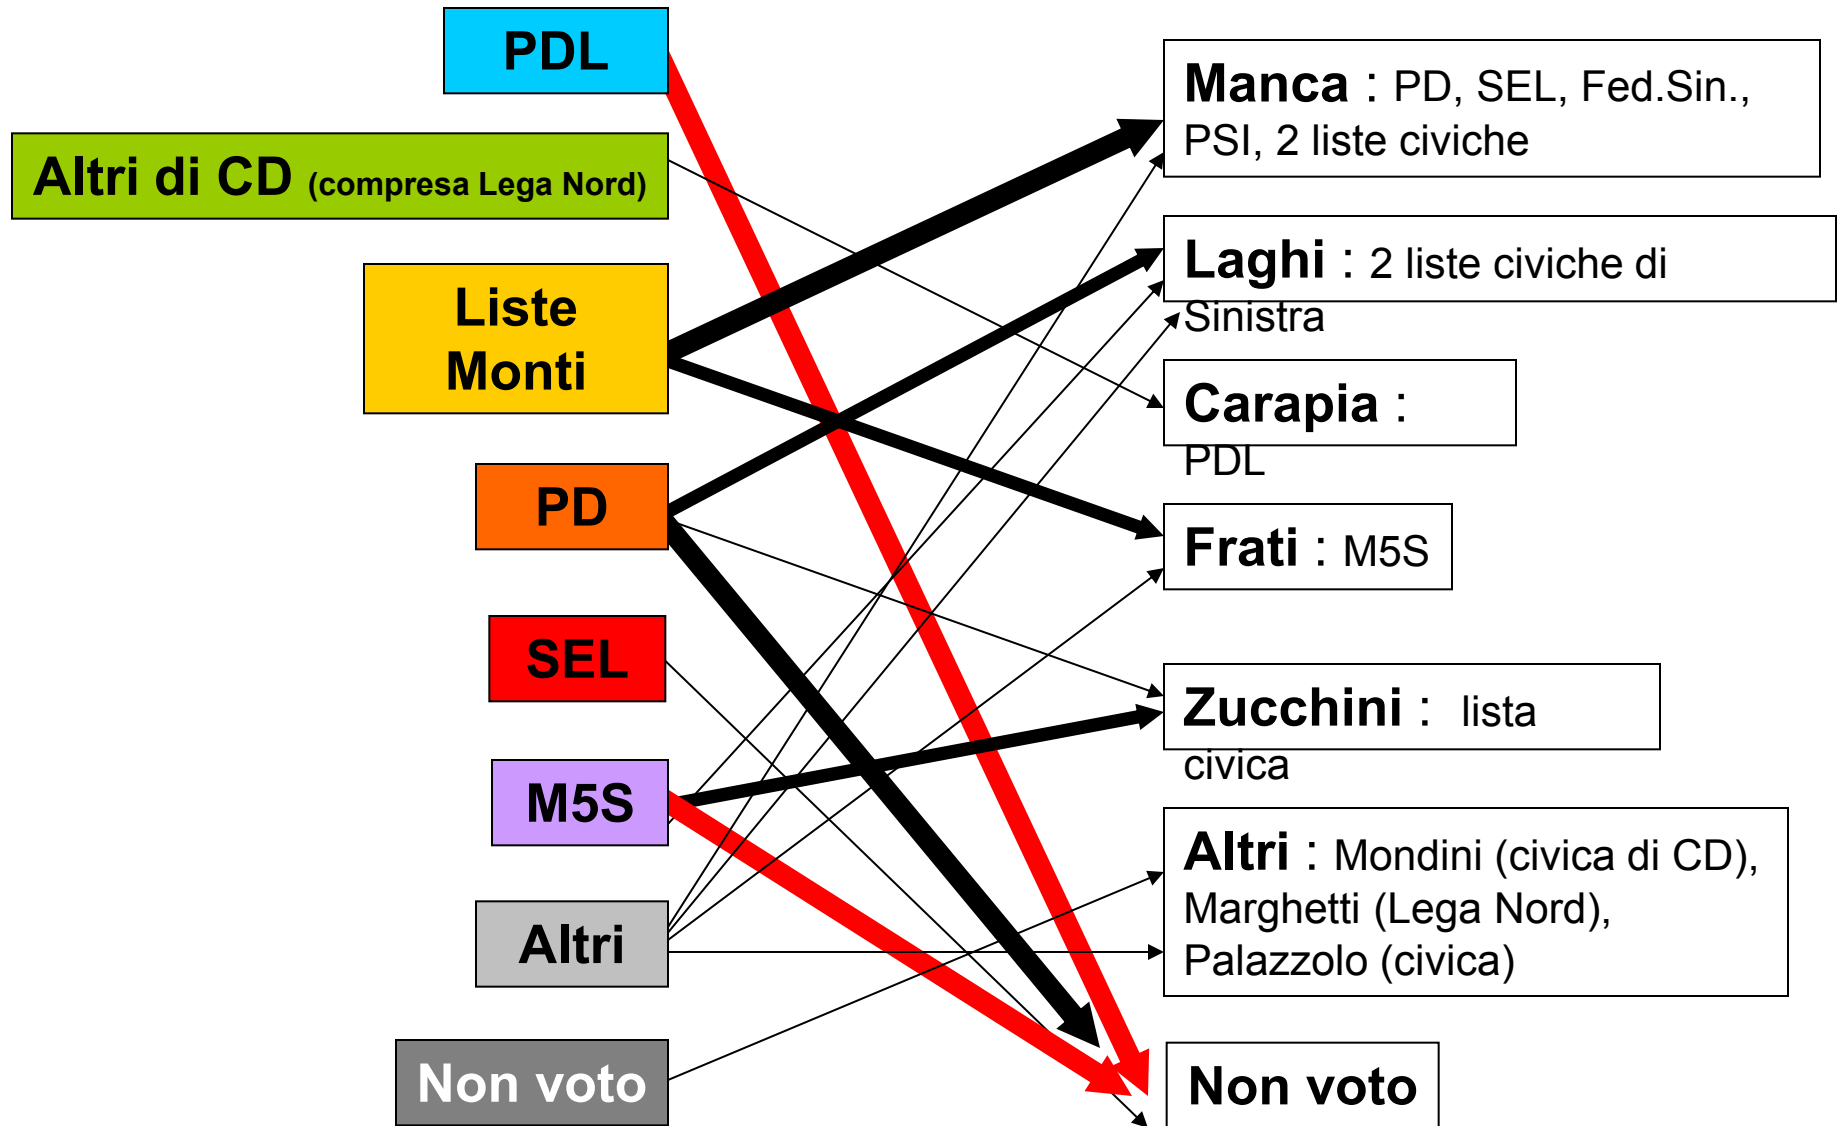 PDL
Altri di CD (compresa Lega Nord)
Liste
Monti
PD
SEL
M5S
Altri
Non voto
Manca : PD, SEL, Fed.Sin.,
PSI, 2 liste civiche
Laghi : 2 liste civiche di
Sinistra
Carapia :
PDL
Frati : M5S
Zucchini : lista
civica
Altri : Mondini (civica di CD),
Marghetti (Lega Nord),
Palazzolo (civica)
Non voto